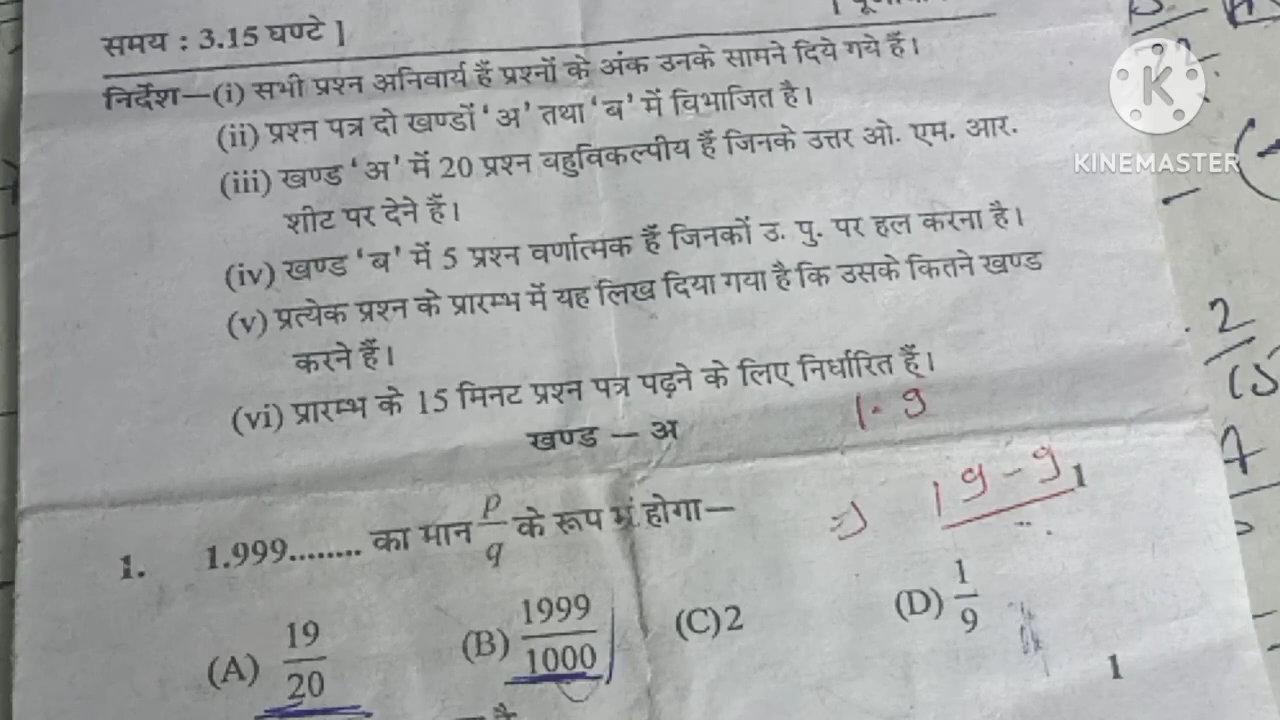 समय : 3.15 घण्टे ]
निर्देश—(i) सभी प्रश्न अनिवार्य हैं प्रश्नों के अंक उनके सामने दिये गये हैं।
(ii) प्रश्न पत्र दो खण्डों ‘अ’ तथा ‘ब’ में विभाजित है।
(iii) खण्ड ‘अ’ में 20 प्रश्न वहुविकल्पीय हैं जिनके उत्तर ओ. एम. आर.
शीट पर देने हैं।
(iv) खण्ड ‘ब’ में 5 प्रश्न वर्णात्मक हैं जिनकों उ. पु. पर हल करना है।
(v) प्रत्येक प्रश्न के प्रारम्भ में यह लिख दिया गया है कि उसके कितने खण्ड
करने हैं।
(vi) प्रारम्भ के 15 मिनट प्रश्न पत्र पढ़ने के लिए निर्धारित हैं।
खण्ड — अ
1.9
⇒ 19-9
1
1. 1.999........ का मान p/q के रूप में होगा—
(A) 19/20 (B) 1999/1000 (C) 2 (D) 1/9
1
KINEMASTER
K